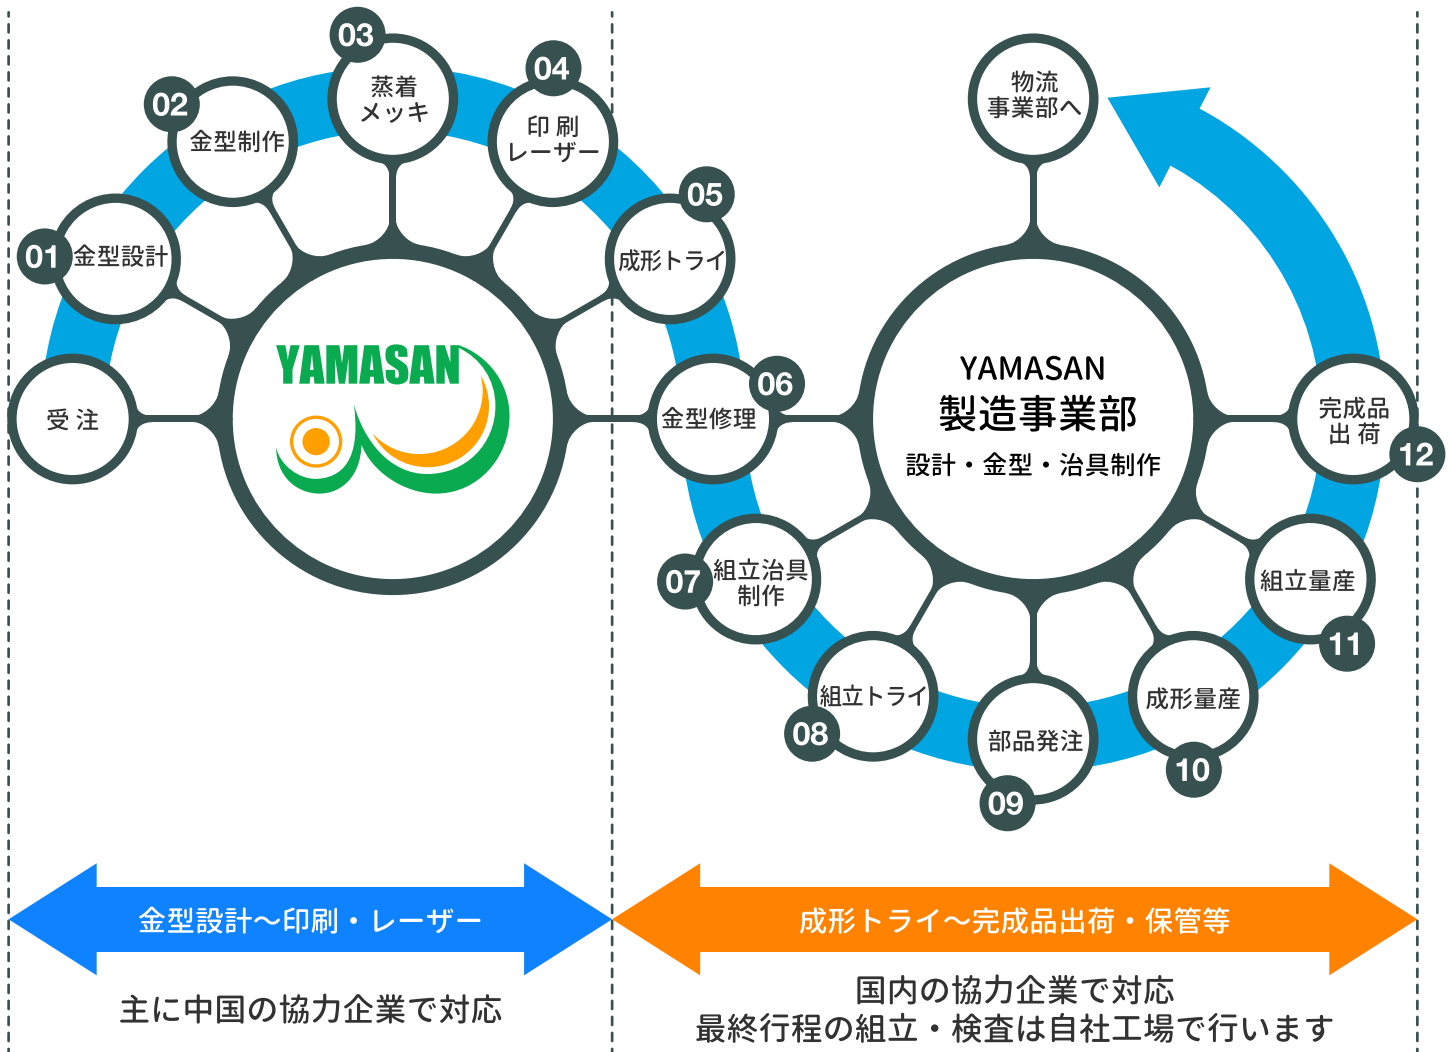 受 注
01
金型設計
02
金型制作
03
蒸着
メッキ
04
印 刷
レーザー
05
成形トライ
YAMASAN
06
金型修理
07
組立治具
制作
08
組立トライ
09
部品発注
10
成形量産
11
組立量産
12
完成品
出 荷
物流
事業部へ
YAMASAN
製造事業部
設計・金型・治具制作
金型設計〜印刷・レーザー
主に中国の協力企業で対応
成形トライ〜完成品出荷・保管等
国内の協力企業で対応
最終行程の組立・検査は自社工場で行います